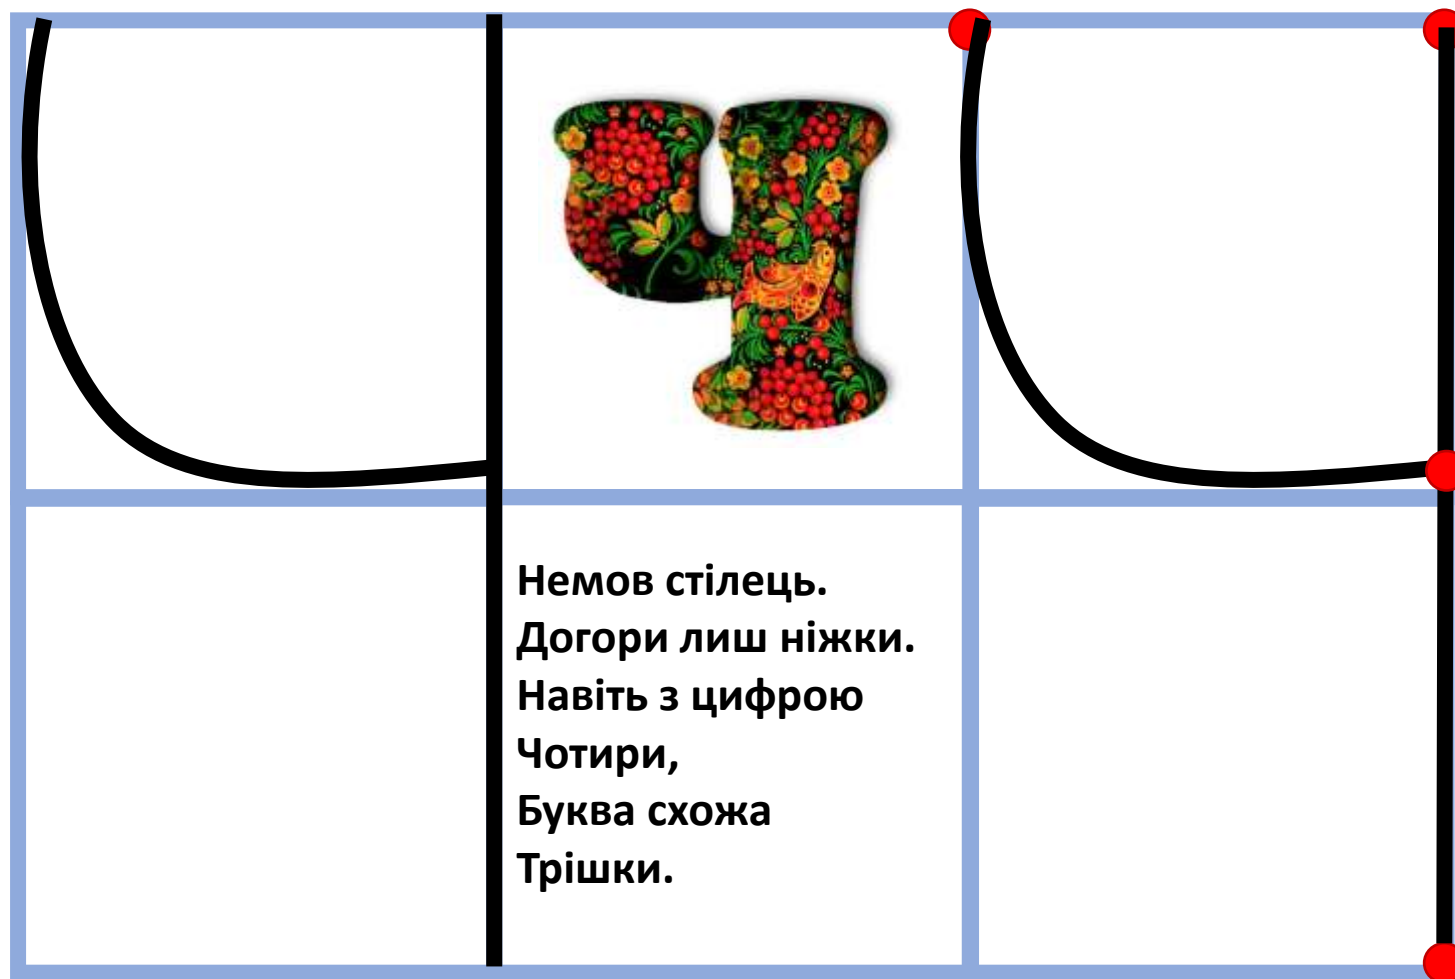 Ч
Немов стілець.
Догори лиш ніжки.
Навіть з цифрою
Чотири,
Буква схожа
Трішки.